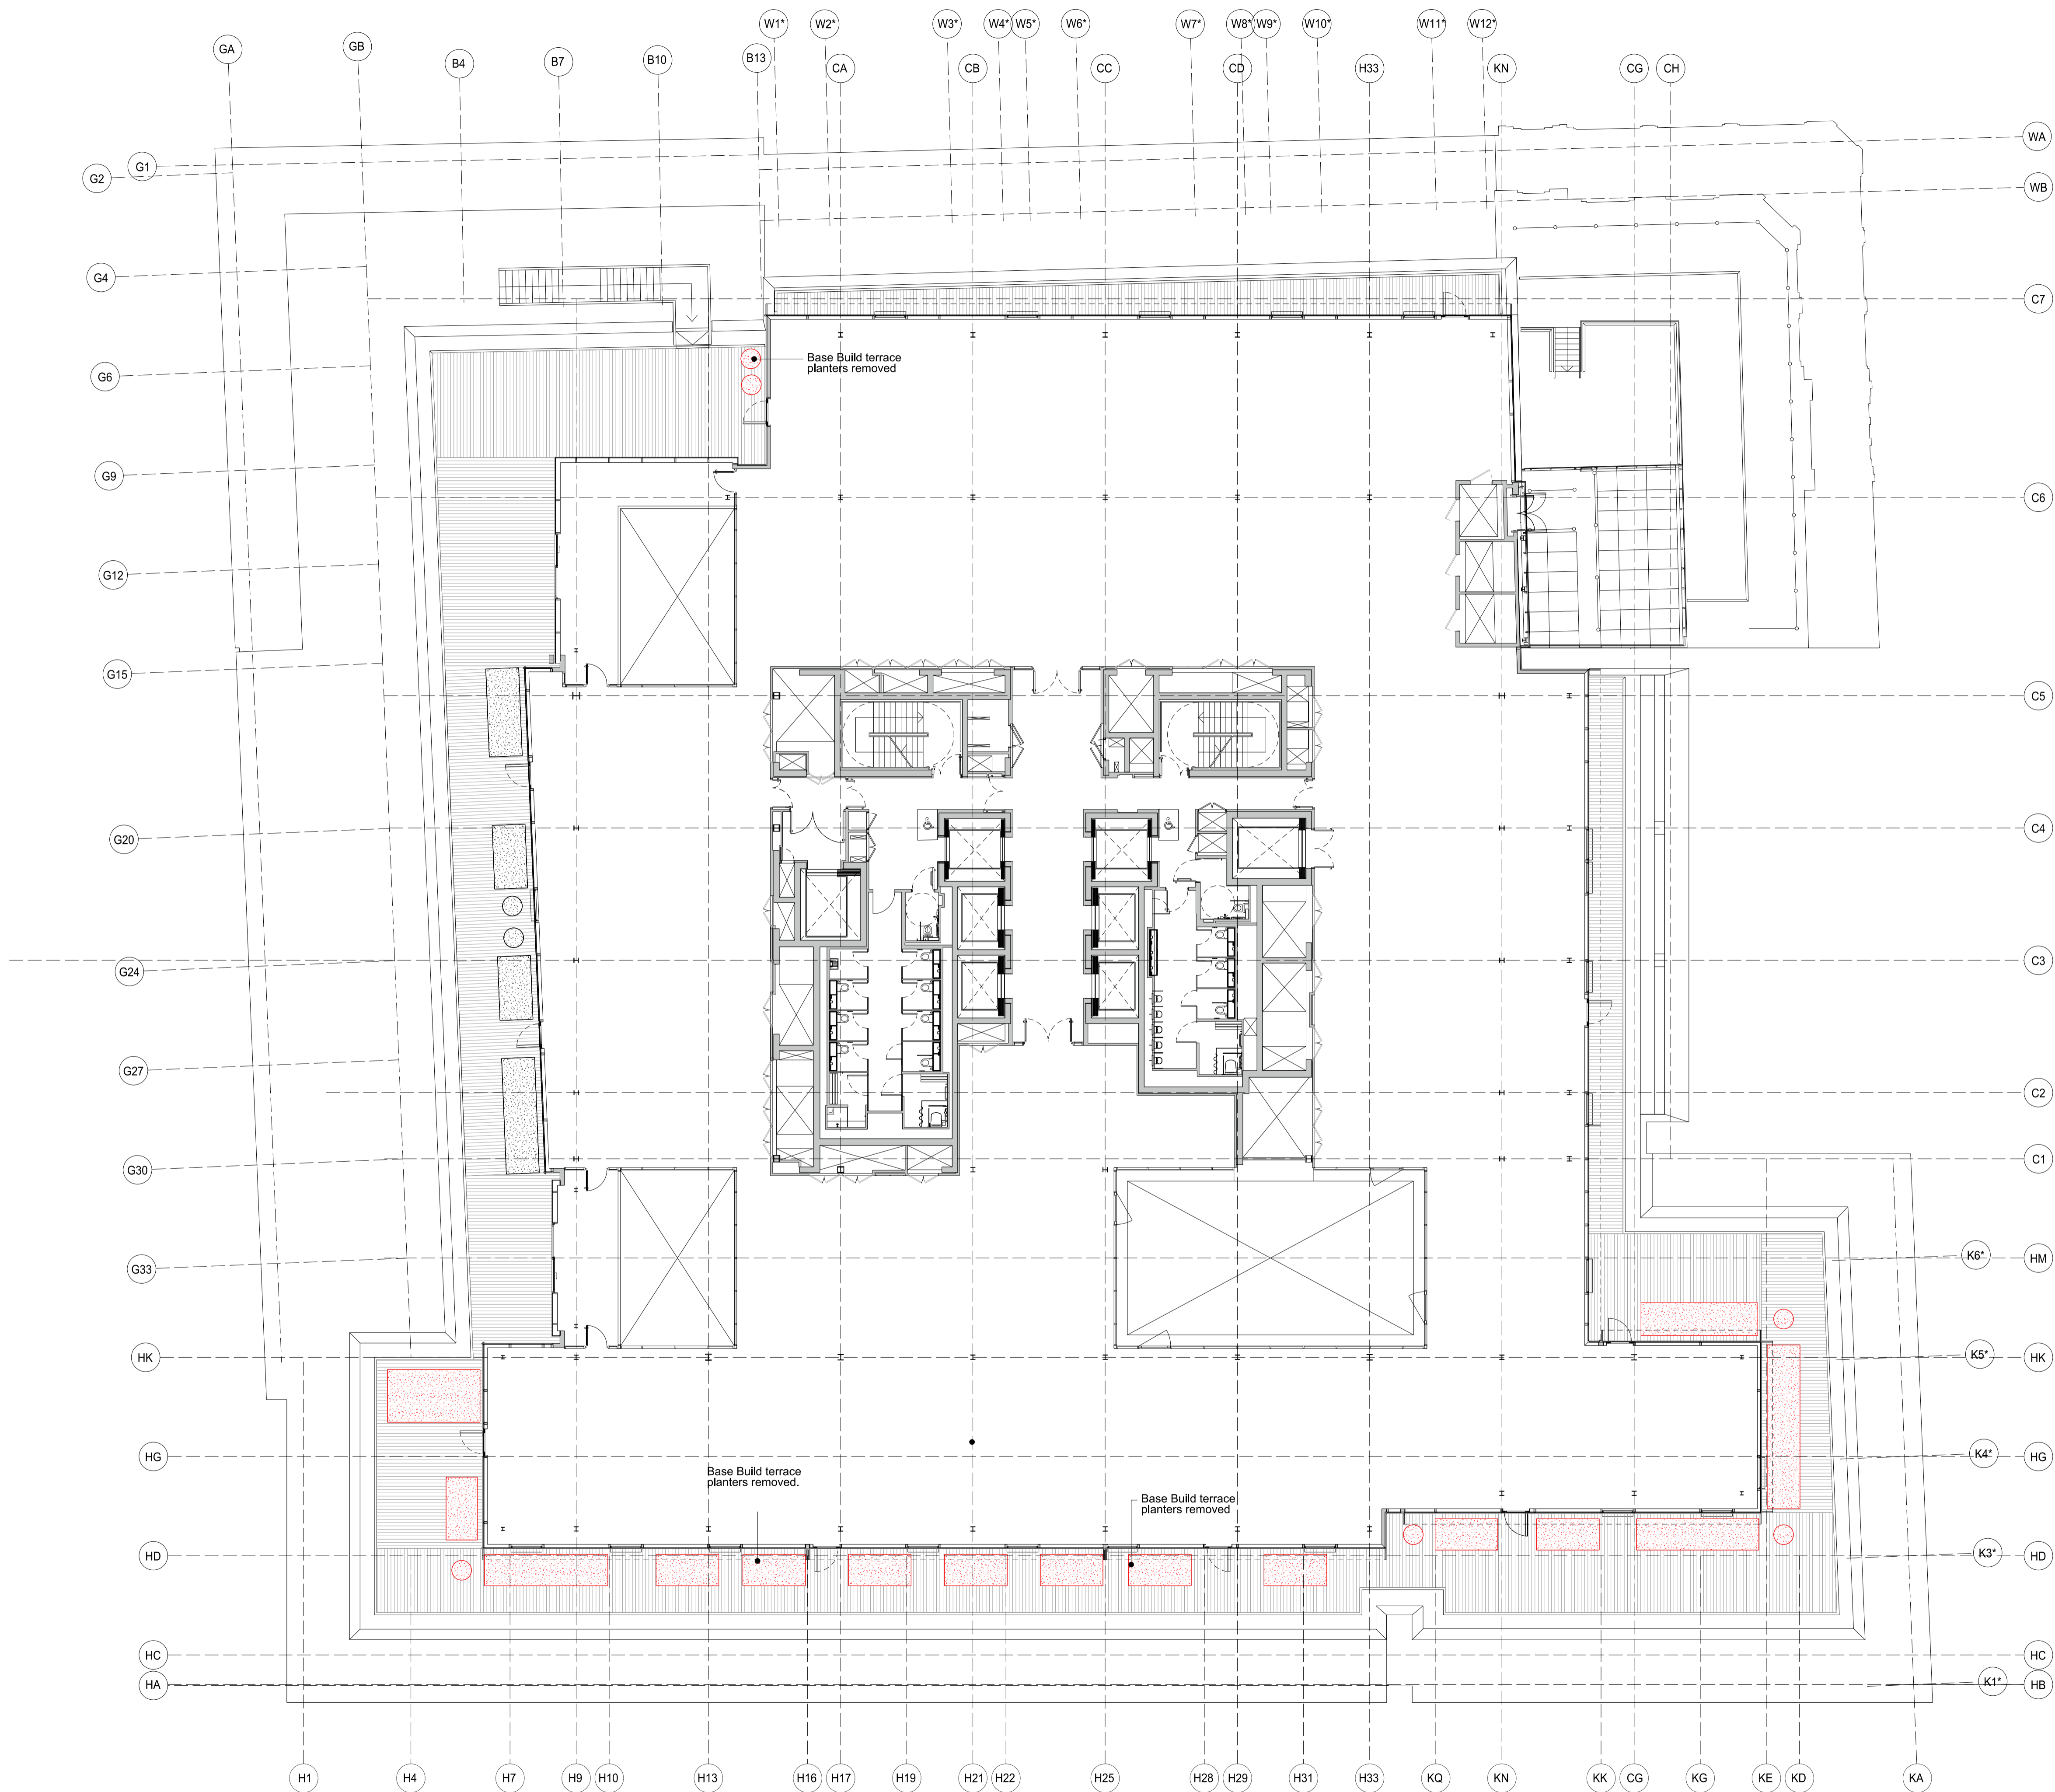 W1*
W2*
W3*
W4*
W5*
W6*
W7*
W8*
W9*
W10*
W11*
W12*
GA
GB
B4
B7
B10
B13
CA
CB
CC
CD
H33
KN
CG
CH
G2
G1
WA
WB
G4
C7
G6
Base Build terrace
planters removed
G9
C6
G12
G15
C5
G20
C4
G24
C3
G27
C2
G30
C1
G33
K6*
HM
HK
K5*
HK
HG
K4*
HG
Base Build terrace
planters removed.
Base Build terrace
planters removed
HD
K3*
HD
HC
HC
HA
K1*
HB
H1
H4
H7
H9
H10
H13
H16
H17
H19
H21
H22
H25
H28
H29
H31
H33
KQ
KN
KK
CG
KG
KE
KD
KA